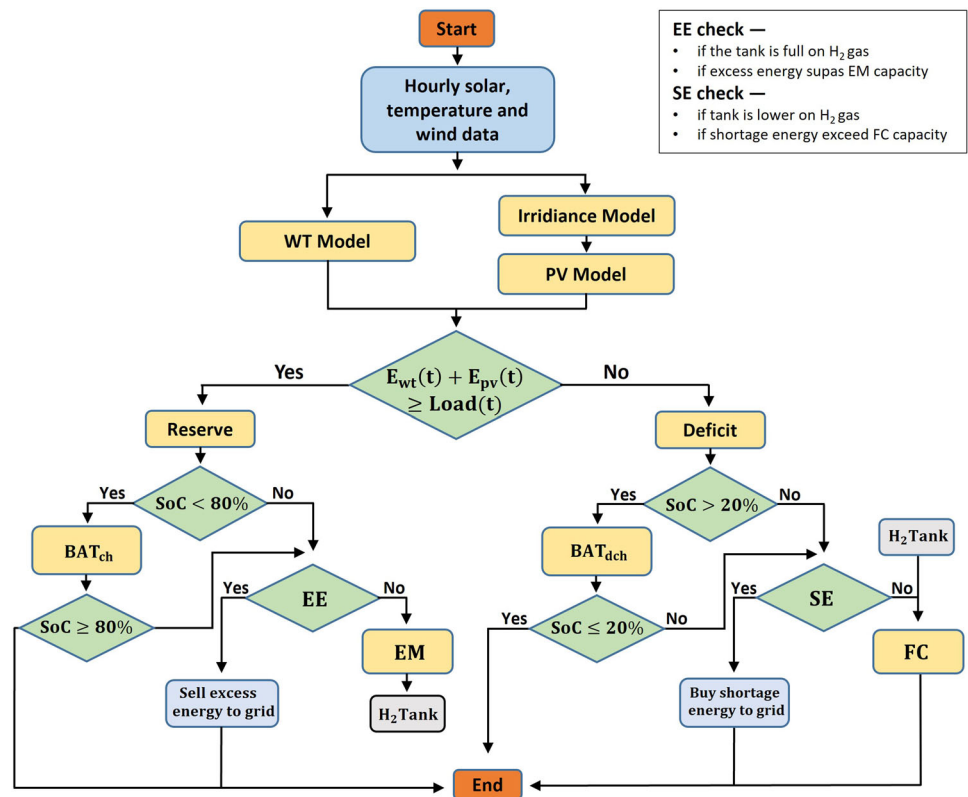 Start
EE check —
• if the tank is full on H₂ gas
• if excess energy supas EM capacity
SE check —
• if tank is lower on H₂ gas
• if shortage energy exceed FC capacity
Hourly solar,
temperature and
wind data
WT Model
Irridiance Model
PV Model
Yes
E_wt(t) + E_pv(t)
≥ Load(t)
No
Reserve
Deficit
Yes
SoC < 80%
No
Yes
SoC > 20%
No
BAT_ch
BAT_dch
H₂Tank
SoC ≥ 80%
Yes
EE
No
SoC ≤ 20%
Yes
No
Yes
SE
No
EM
FC
Sell excess
energy to grid
H₂Tank
Buy shortage
energy to grid
End